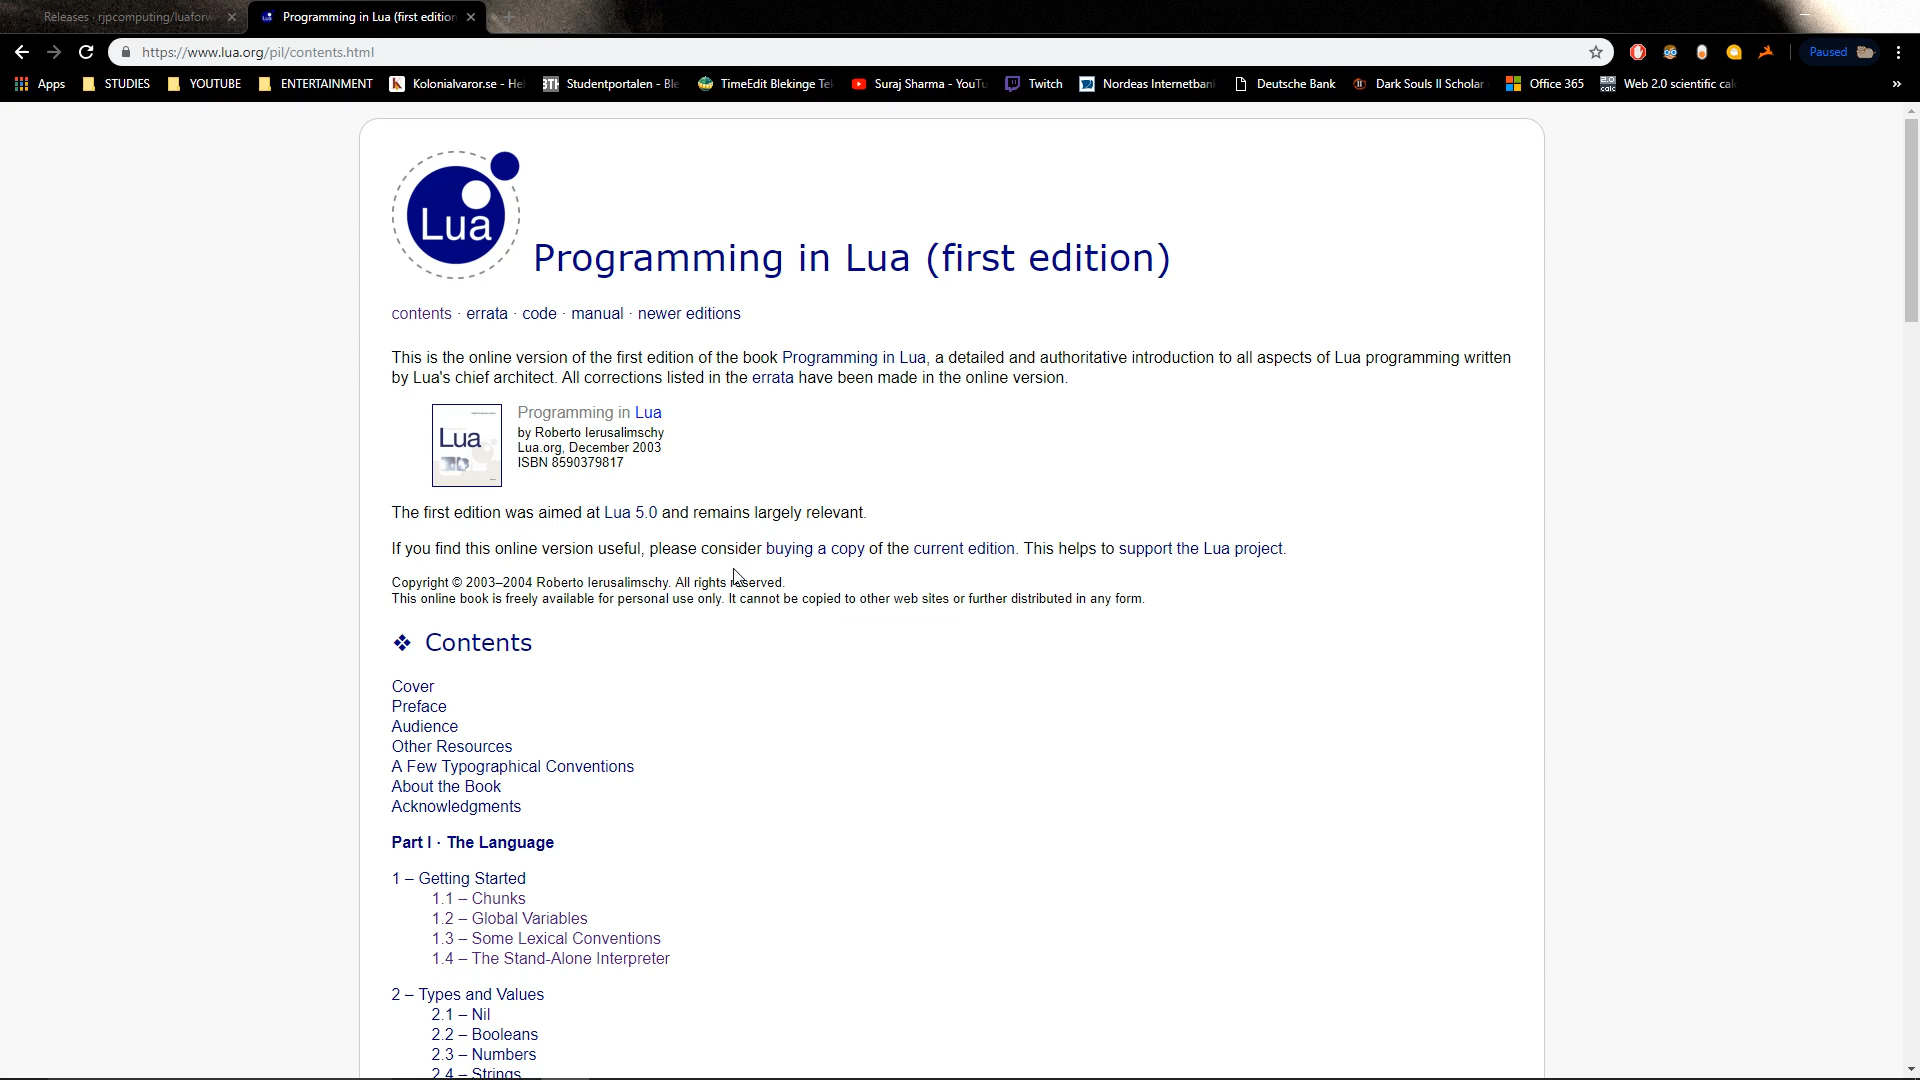 Releases · rjpcomputing/luaforw
Programming in Lua (first edition
https://www.lua.org/pil/contents.html
Paused
Apps
STUDIES
YOUTUBE
ENTERTAINMENT
Kolonialvaror.se - He
Studentportalen - Ble
TimeEdit Blekinge Te
Suraj Sharma - YouTu
Twitch
Nordeas Internetban
Deutsche Bank
Dark Souls II Scholar
Office 365
Web 2.0 scientific cal
»
Lua
Programming in Lua (first edition)
contents · errata · code · manual · newer editions
This is the online version of the first edition of the book Programming in Lua, a detailed and authoritative introduction to all aspects of Lua programming written
by Lua's chief architect. All corrections listed in the errata have been made in the online version.
Lua
Programming in Lua
by Roberto Ierusalimschy
Lua.org, December 2003
ISBN 8590379817
The first edition was aimed at Lua 5.0 and remains largely relevant.
If you find this online version useful, please consider buying a copy of the current edition. This helps to support the Lua project.
Copyright © 2003–2004 Roberto Ierusalimschy. All rights reserved.
This online book is freely available for personal use only. It cannot be copied to other web sites or further distributed in any form.
❖ Contents
Cover
Preface
Audience
Other Resources
A Few Typographical Conventions
About the Book
Acknowledgments
Part I · The Language
1 – Getting Started
1.1 – Chunks
1.2 – Global Variables
1.3 – Some Lexical Conventions
1.4 – The Stand-Alone Interpreter
2 – Types and Values
2.1 – Nil
2.2 – Booleans
2.3 – Numbers
2.4 – Strings